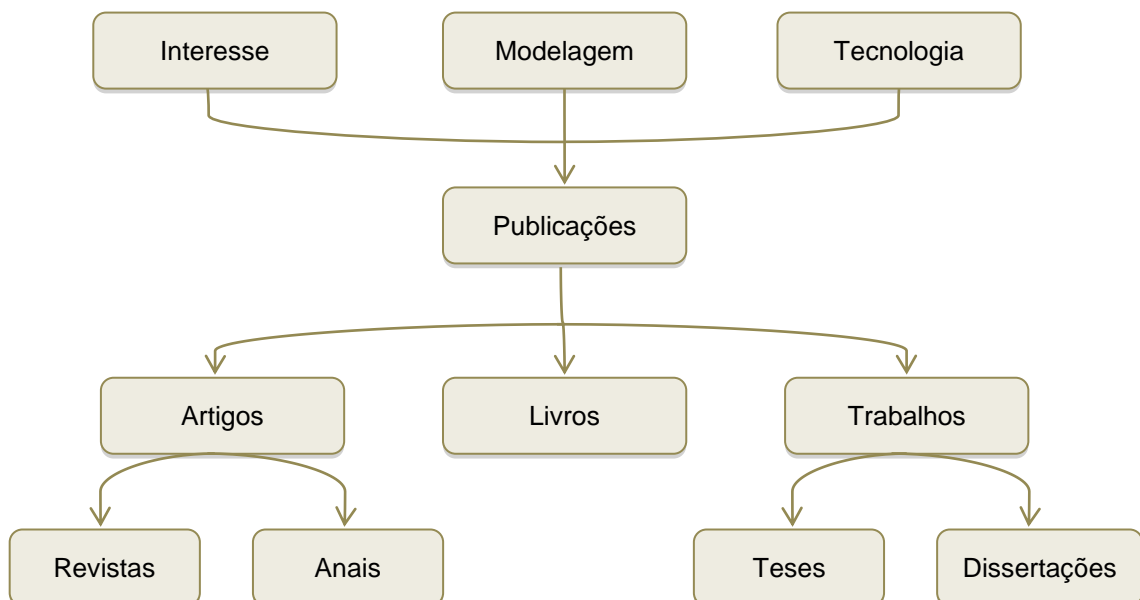 Interesse
Modelagem
Tecnologia
Publicações
Artigos
Livros
Trabalhos
Revistas
Anais
Teses
Dissertações